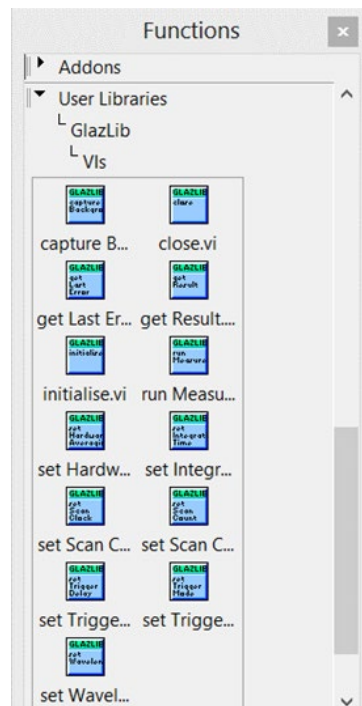 Functions
Addons
User Libraries
GlazLib
VIs
GLAZLIB
capture
Backgro
GLAZLIB
close
capture B...
close.vi
GLAZLIB
get
Last
Error
GLAZLIB
get
Result
get Last Er...
get Result....
GLAZLIB
initialise
GLAZLIB
run
Measure
initialise.vi
run Measu...
GLAZLIB
set
Hardwar
Averagin
GLAZLIB
set
Integrat
Time
set Hardw...
set Integr...
GLAZLIB
set
Scan
Clock
GLAZLIB
set
Scan
Count
set Scan C...
set Scan C...
GLAZLIB
set
Trigger
Delay
GLAZLIB
set
Trigger
Mode
set Trigge...
set Trigge...
GLAZLIB
set
Wavelen
set Wavel...